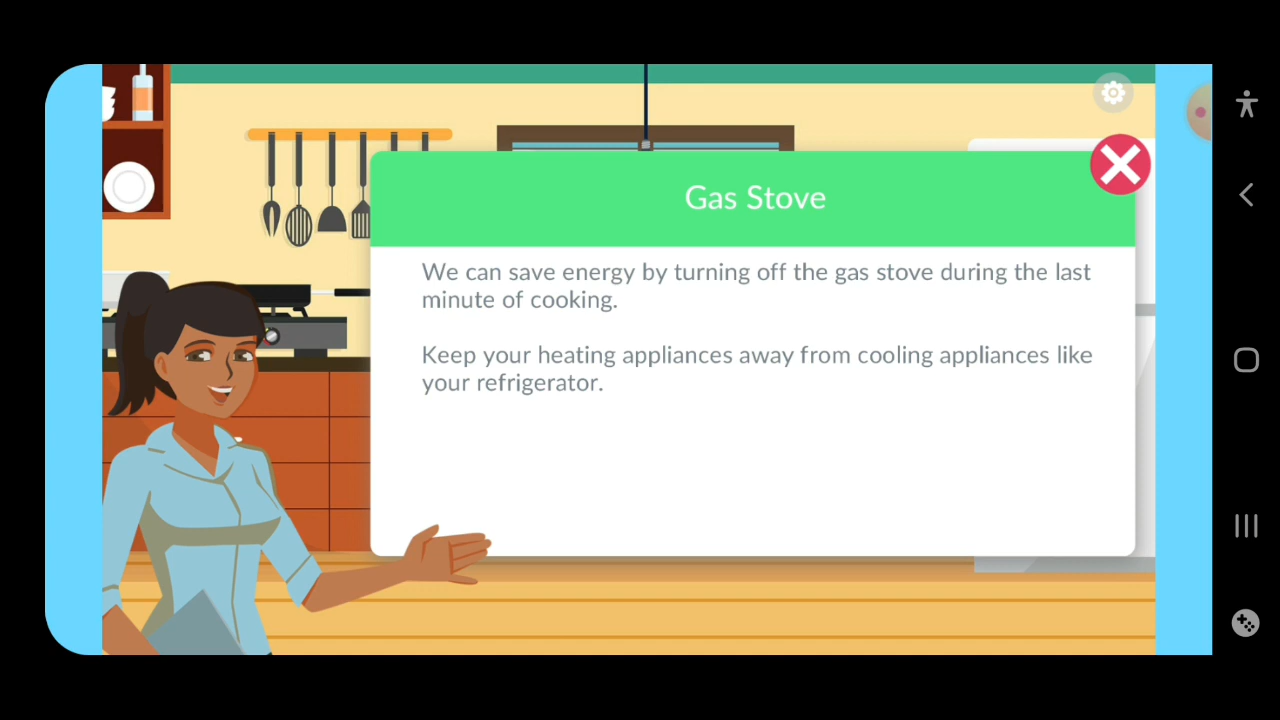 Gas Stove
We can save energy by turning off the gas stove during the last
minute of cooking.
Keep your heating appliances away from cooling appliances like
your refrigerator.